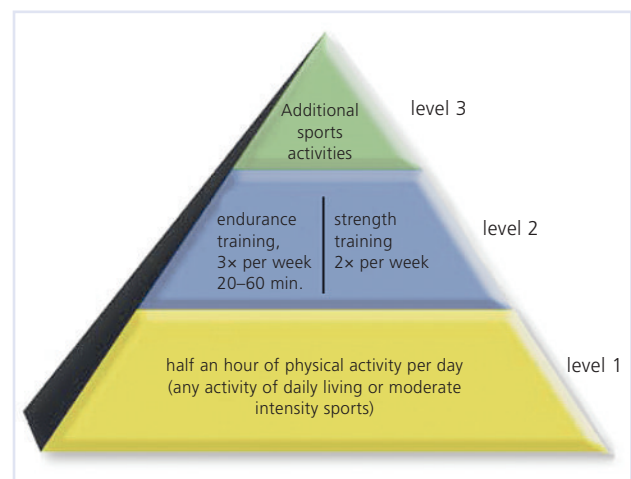 Additional
sports
activities
level 3
endurance
training,
3× per week
20–60 min.
strength
training
2× per week
level 2
half an hour of physical activity per day
(any activity of daily living or moderate
intensity sports)
level 1